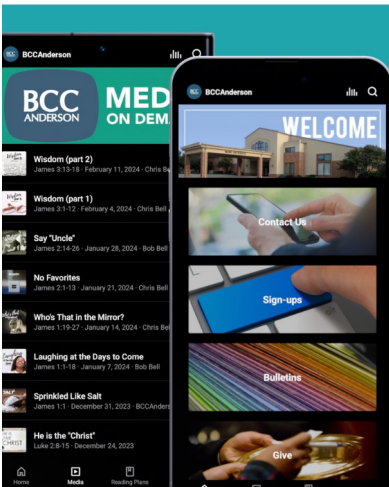 BCCAnderson
BCC
ANDERSON
MED
ON DEM
Wisdom (part 2)
James 3:13-18 · February 11, 2024 · Chris Be
Wisdom (part 1)
James 3:1-12 · February 4, 2024 · Chris Bell
Say "Uncle"
James 2:14-26 · January 28, 2024 · Bob Bell
No Favorites
James 2:1-13 · January 21, 2024 · Chris Bell
Who's That in the Mirror?
James 1:19-27 · January 14, 2024 · Chris Bel
Laughing at the Days to Come
James 1:1-18 · January 7, 2024 · Bob Bell
Sprinkled Like Salt
James 1:1 · December 31, 2023 · BCCAnders
He is the "Christ"
Luke 2:8-15 · December 24, 2023
Home
Media
Reading Plans
BCCAnderson
WELCOME
Contact Us
Sign-ups
Bulletins
Give